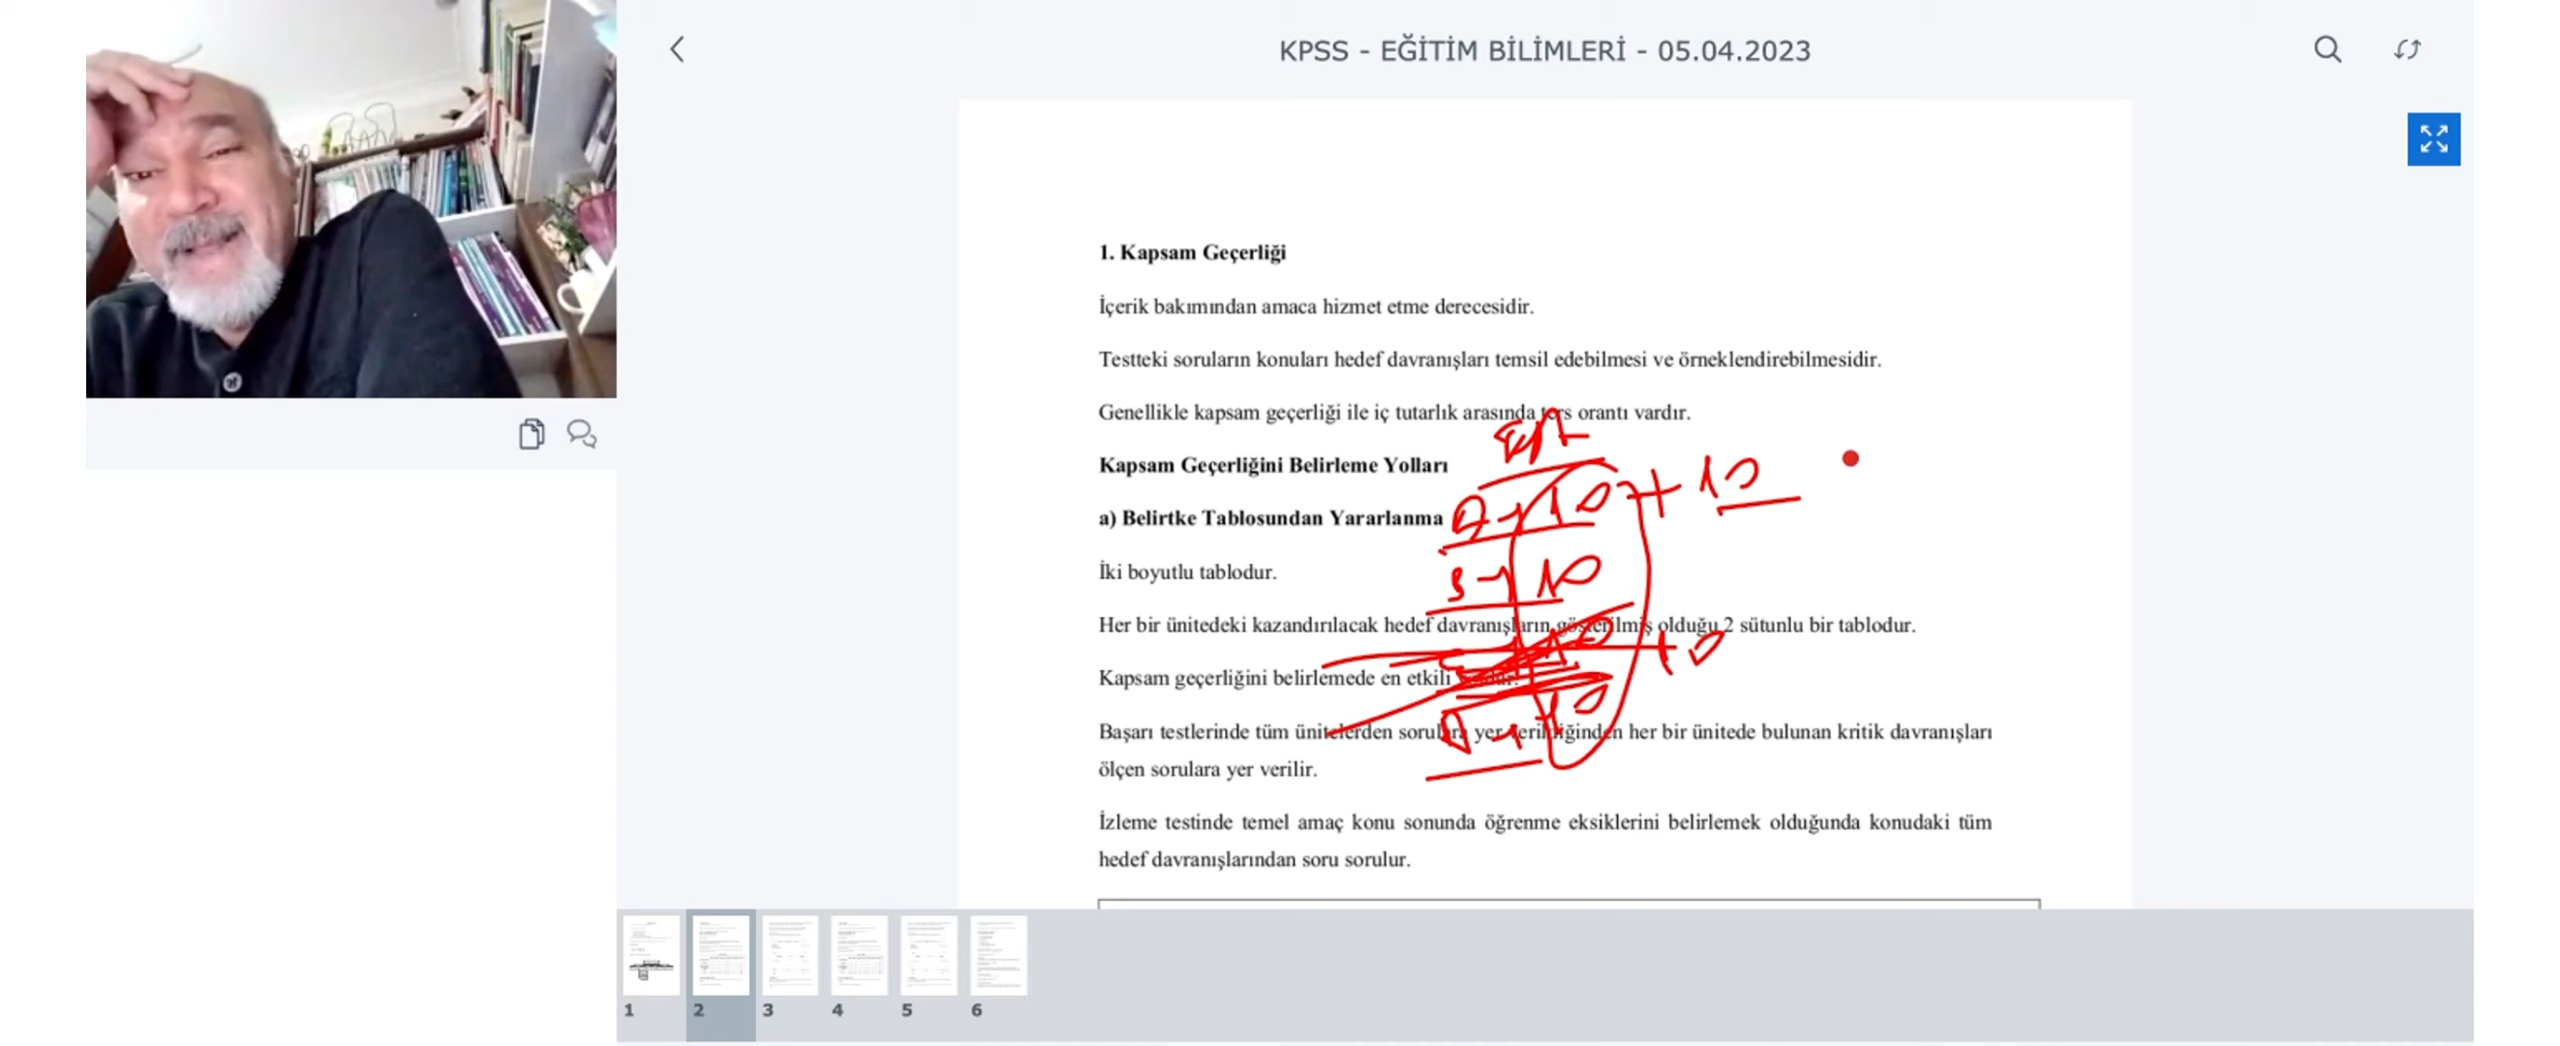 KPSS - EĞİTİM BİLİMLERİ - 05.04.2023
1. Kapsam Geçerliği
İçerik bakımından amaca hizmet etme derecesidir.
Testteki soruların konuları hedef davranışları temsil edebilmesi ve örneklendirebilmesidir.
Genellikle kapsam geçerliği ile iç tutarlık arasında ters orantı vardır.
Kapsam Geçerliğini Belirleme Yolları
+ 10
a) Belirtke Tablosundan Yararlanma
10
İki boyutlu tablodur.
10
Her bir ünitedeki kazandırılacak hedef davranışların gösterilmiş olduğu 2 sütunlu bir tablodur.
Kapsam geçerliğini belirlemede en etkili
10
Başarı testlerinde tüm ünitelerden sorulara yer verildiğinden her bir ünitede bulunan kritik davranışları
ölçen sorulara yer verilir.
İzleme testinde temel amaç konu sonunda öğrenme eksiklerini belirlemek olduğunda konudaki tüm
hedef davranışlarından soru sorulur.
1 2 3 4 5 6